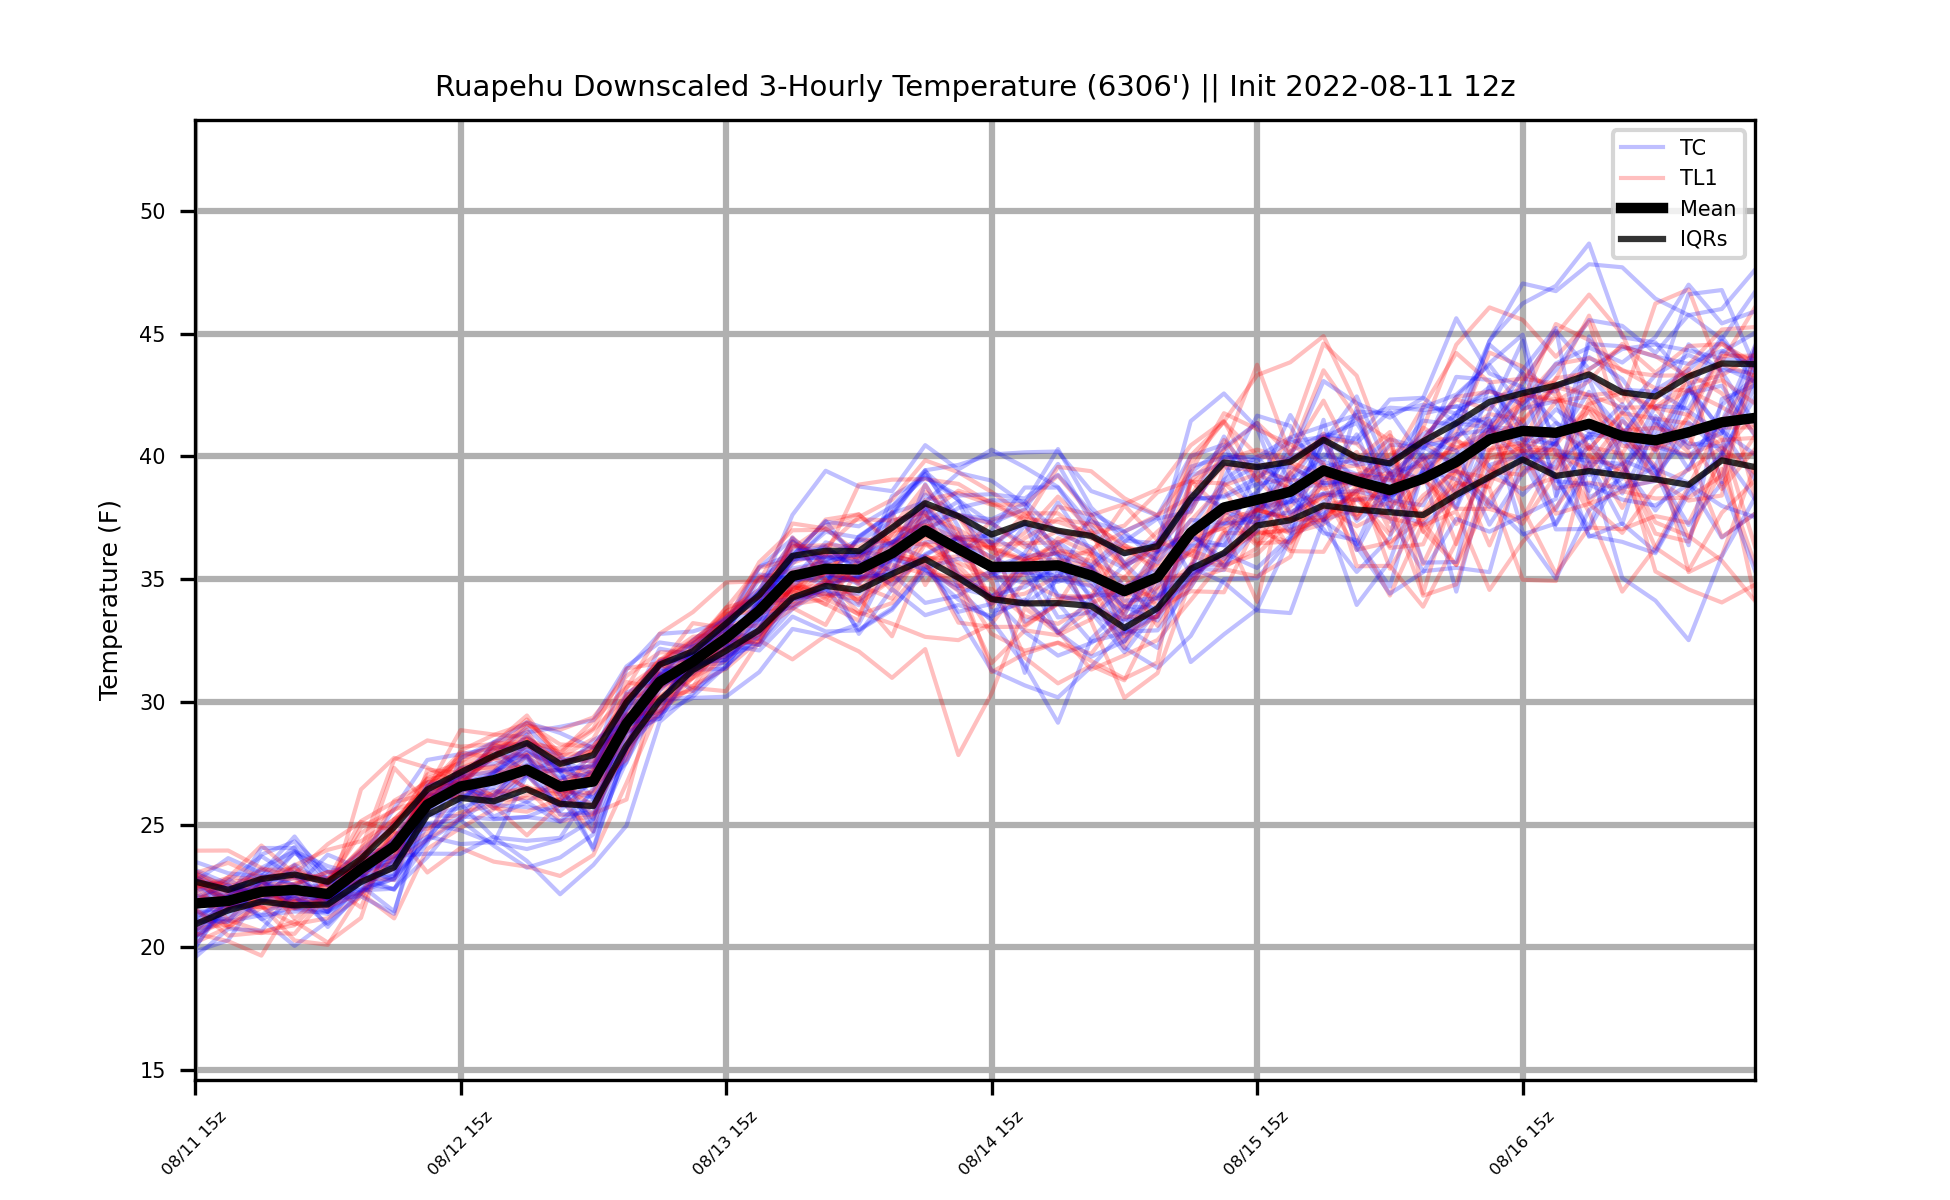 Ruapehu Downscaled 3-Hourly Temperature (6306') || Init 2022-08-11 12z
TC
TL1
Mean
IQRs
Temperature (F)
50
45
40
35
30
25
20
15
08/11 15z
08/12 15z
08/13 15z
08/14 15z
08/15 15z
08/16 15z